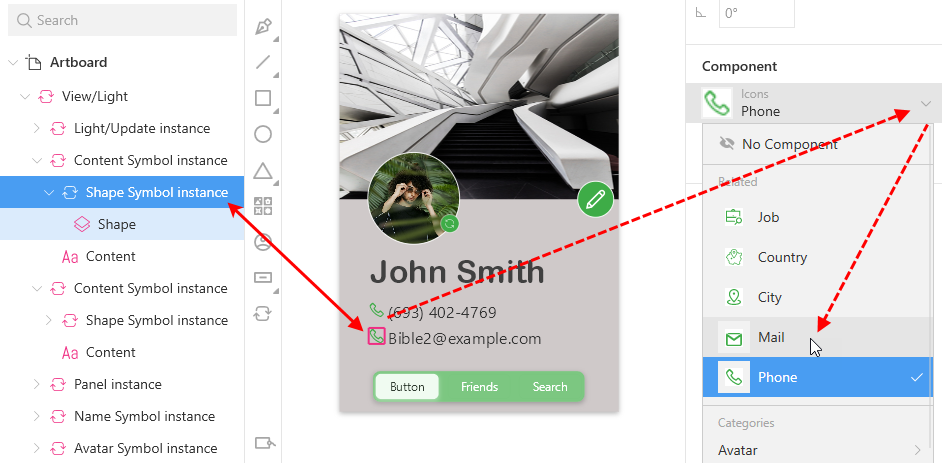 Search
Artboard
View/Light
Light/Update instance
Content Symbol instance
Shape Symbol instance
Shape
Content
Content Symbol instance
Shape Symbol instance
Content
Panel instance
Name Symbol instance
Avatar Symbol instance
John Smith
(693) 402-4769
Bible2@example.com
Button Friends Search
0°
Component
Icons
Phone
No Component
Related
Job
Country
City
Mail
Phone
Categories
Avatar